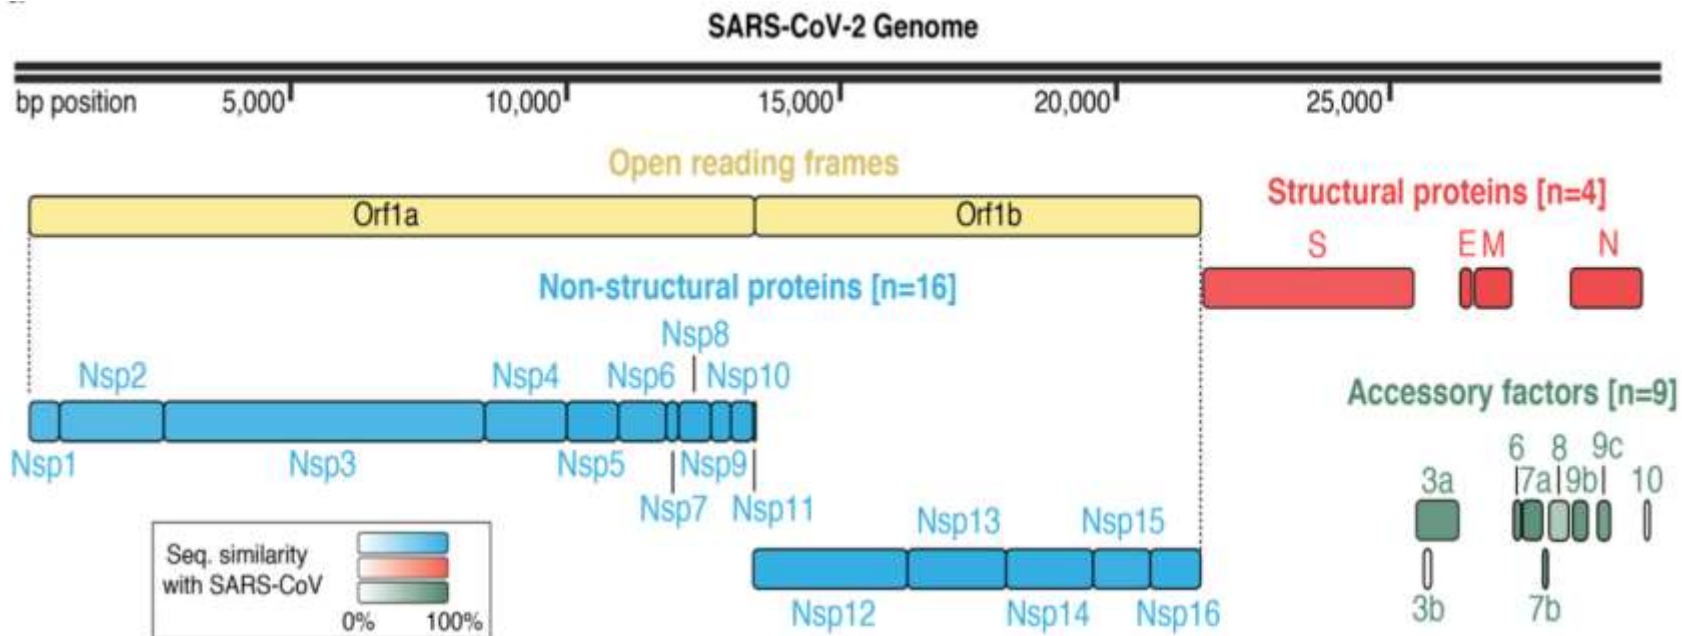 SARS-CoV-2 Genome
bp position 5,000 10,000 15,000 20,000 25,000
Open reading frames
Orf1a Orf1b
Structural proteins [n=4]
S E M N
Non-structural proteins [n=16]
Nsp8
Nsp2 Nsp4 Nsp6 Nsp10
Nsp1 Nsp3 Nsp5 Nsp9
Nsp7 Nsp11
Nsp13 Nsp15
Nsp12 Nsp14 Nsp16
Accessory factors [n=9]
6 8 9c
3a 7a 9b 10
3b 7b
Seq. similarity
with SARS-CoV
0% 100%